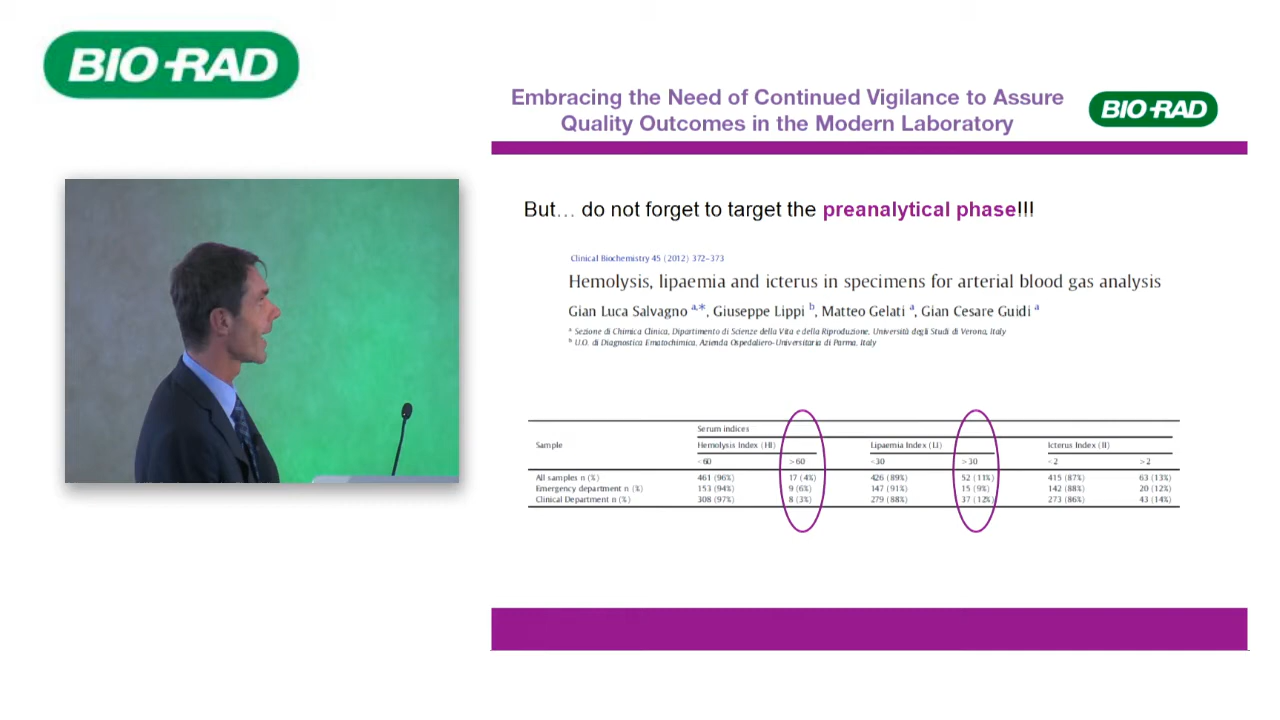 BIO-RAD
Embracing the Need of Continued Vigilance to Assure
Quality Outcomes in the Modern Laboratory
BIO-RAD
But… do not forget to target the preanalytical phase!!!
Clinical Biochemistry 45 (2012) 372–373
Hemolysis, lipaemia and icterus in specimens for arterial blood gas analysis
Gian Luca Salvagno a,*, Giuseppe Lippi b, Matteo Gelati a, Gian Cesare Guidi a
a Sezione di Chimica Clinica, Dipartimento di Scienze della Vita e della Riproduzione, Università degli Studi di Verona, Italy
b U.O. di Diagnostica Ematochimica, Azienda Ospedaliero-Universitaria di Parma, Italy
Serum indices
Sample Hemolysis Index (HI) Lipaemia Index (LI) Icterus Index (II)
<60 >60 <30 >30 <2 >2
All samples n (%) 461 (96%) 17 (4%) 426 (89%) 52 (11%) 415 (87%) 63 (13%)
Emergency department n (%) 153 (94%) 9 (6%) 147 (91%) 15 (9%) 142 (88%) 20 (12%)
Clinical Department n (%) 308 (97%) 8 (3%) 279 (88%) 37 (12%) 273 (86%) 43 (14%)